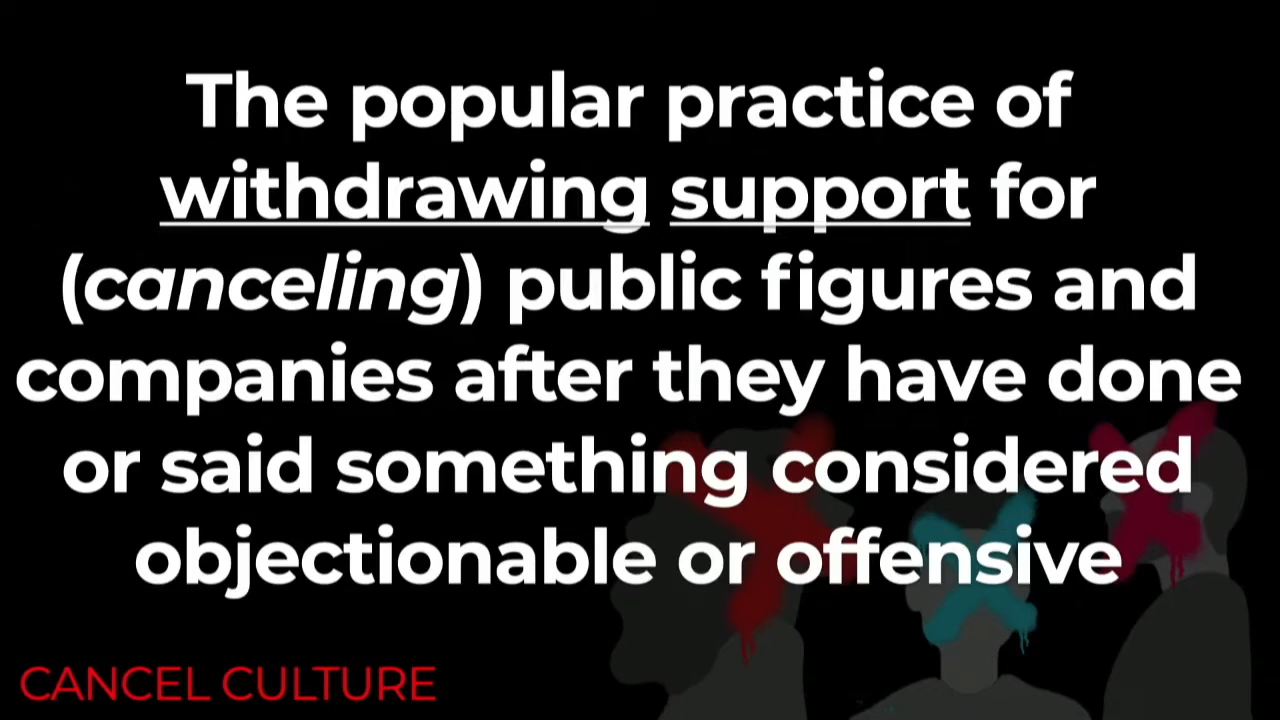 The popular practice of
withdrawing support for
(canceling) public figures and
companies after they have done
or said something considered
objectionable or offensive
CANCEL CULTURE